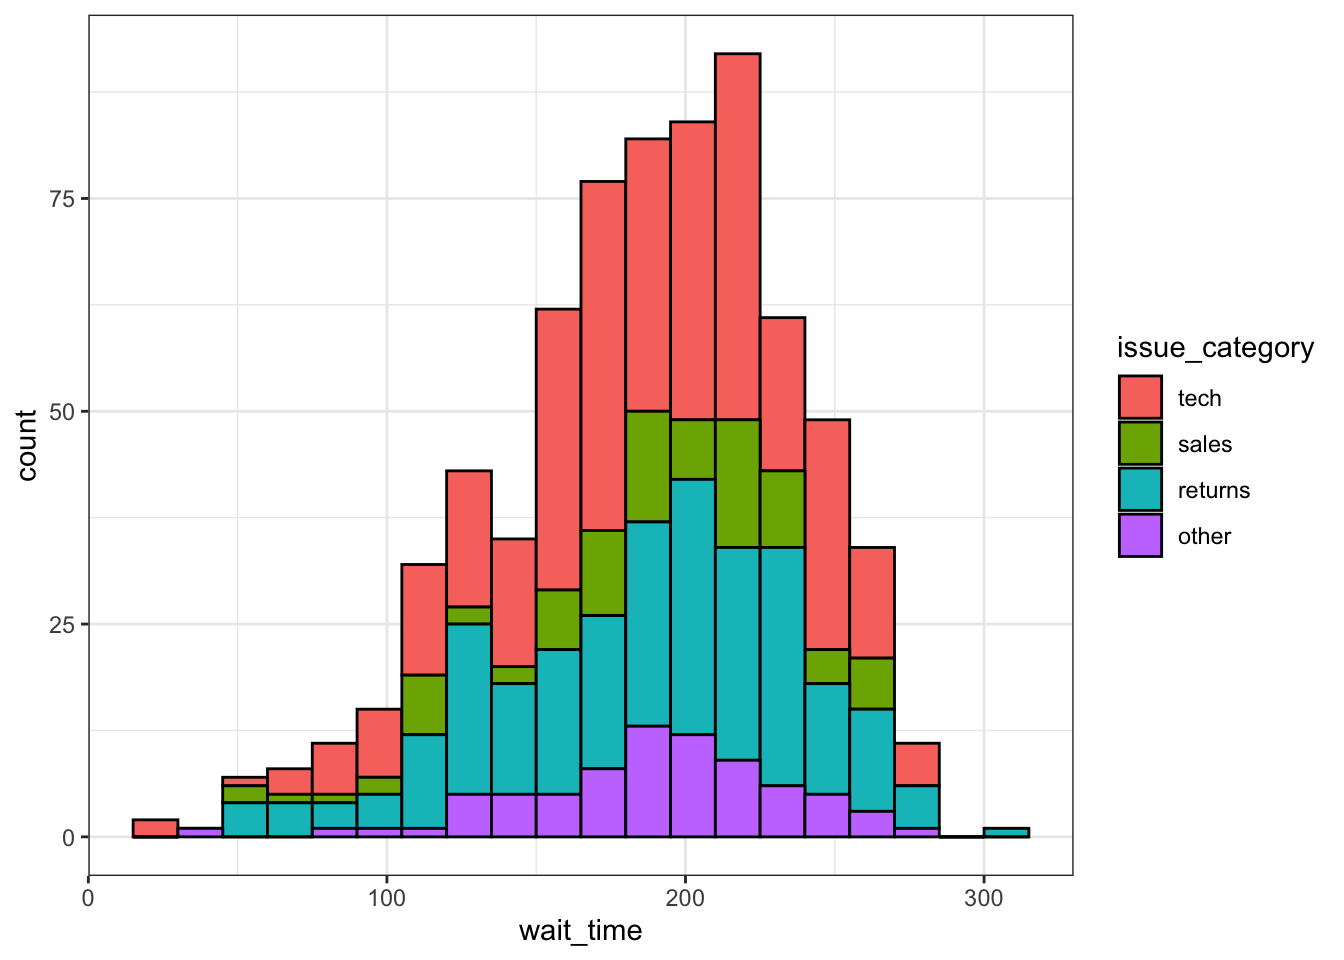 75
50
25
0
count
0
100
200
300
wait_time
issue_category
tech
sales
returns
other